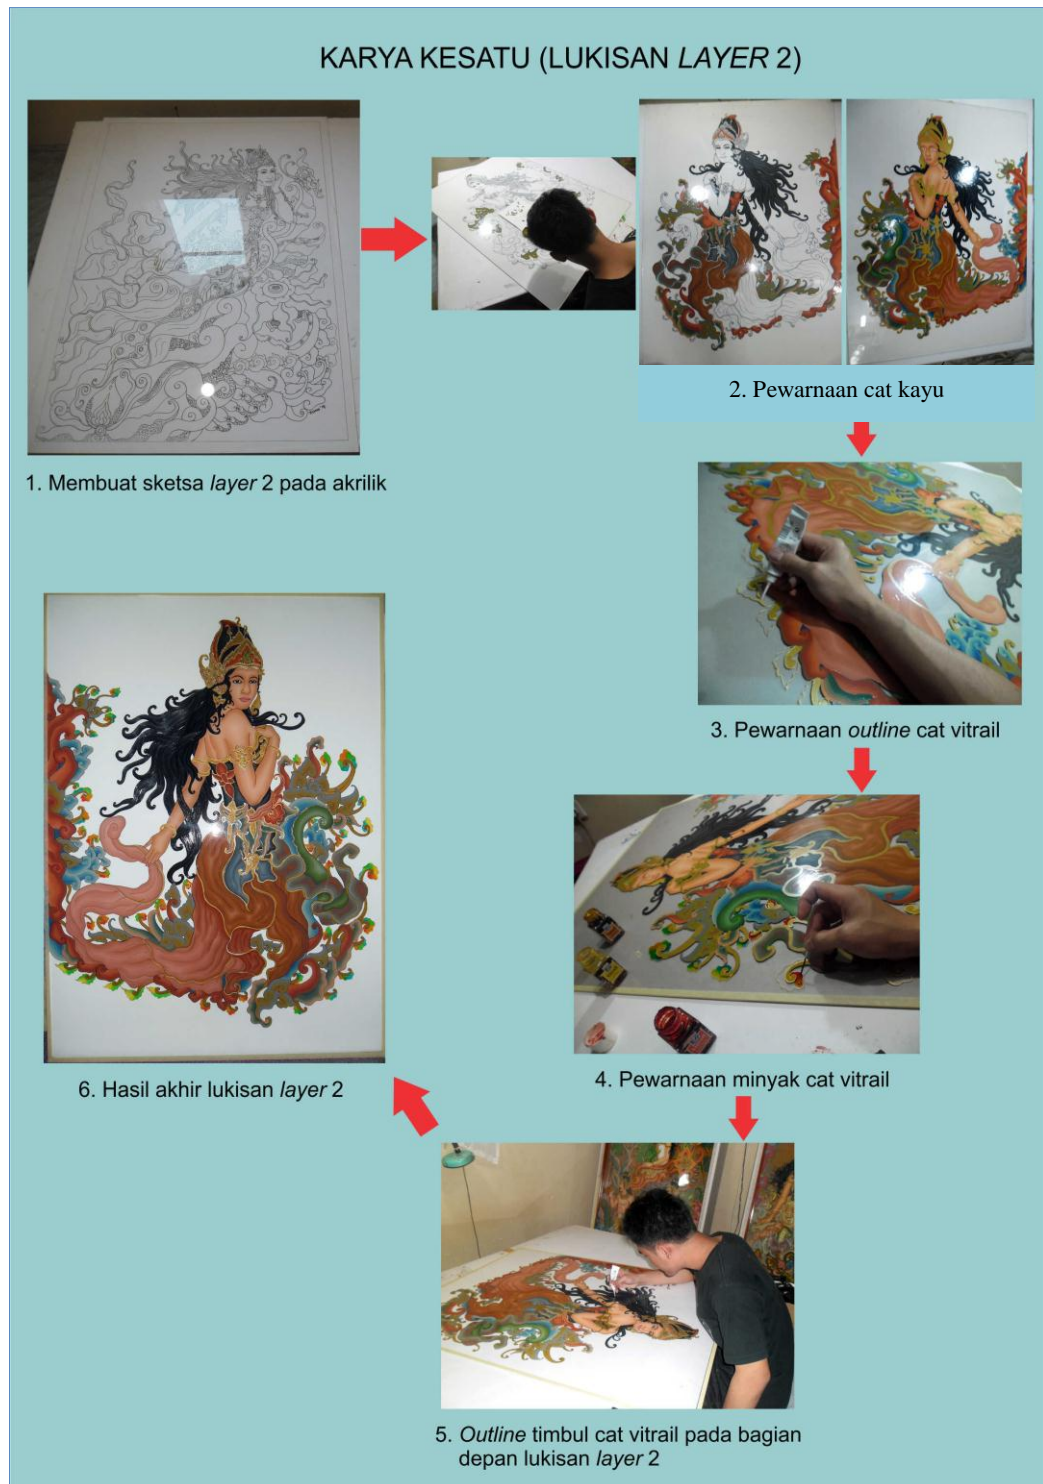 KARYA KESATU (LUKISAN LAYER 2)
1. Membuat sketsa layer 2 pada akrilik
2. Pewarnaan cat kayu
3. Pewarnaan outline cat vitrail
4. Pewarnaan minyak cat vitrail
5. Outline timbul cat vitrail pada bagian
depan lukisan layer 2
6. Hasil akhir lukisan layer 2